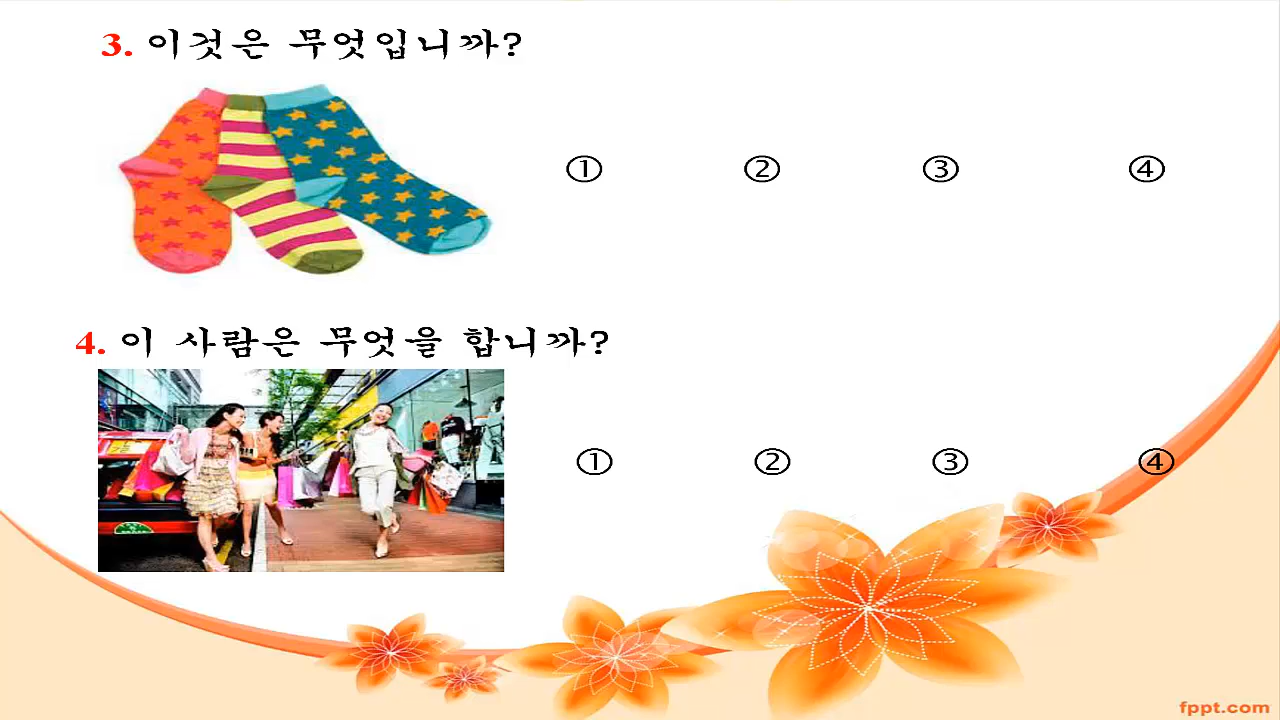 3. 이것은 무엇입니까?
① ② ③ ④
4. 이 사람은 무엇을 합니까?
① ② ③ ④
fppt.com